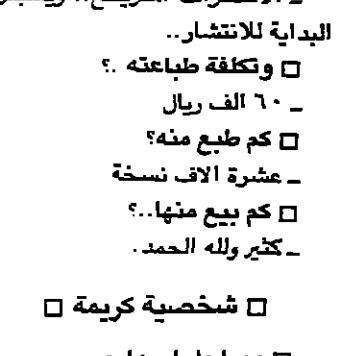 البداية للانتشار..
□ وتكلفة طباعته .؟
ـ ٦٠ الف ريال
□ كم طبع منه؟
ـ عشرة الاف نسخة
□ كم بيع منها..؟
ـ كثير ولله الحمد.
□ شخصية كريمة □